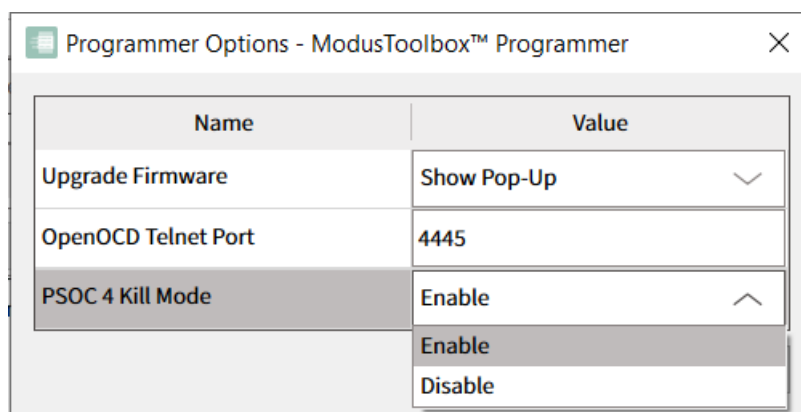 Programmer Options - ModusToolbox™ Programmer
Name Value
Upgrade Firmware Show Pop-Up
OpenOCD Telnet Port 4445
PSOC 4 Kill Mode Enable
Enable
Disable